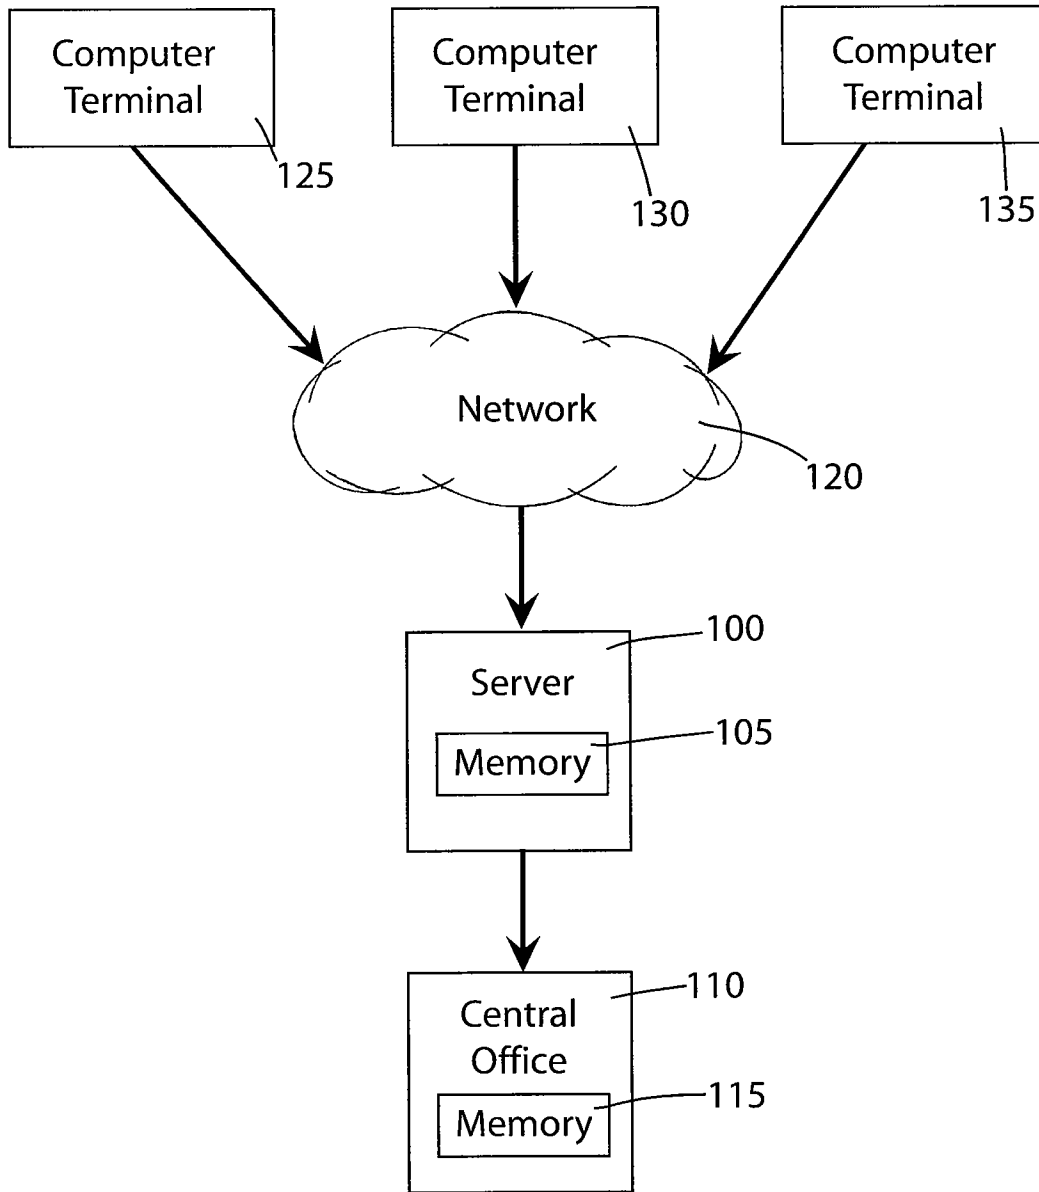 Computer
Terminal
125
Computer
Terminal
130
Computer
Terminal
135
Network
120
100
Server
105
Memory
110
Central
Office
115
Memory